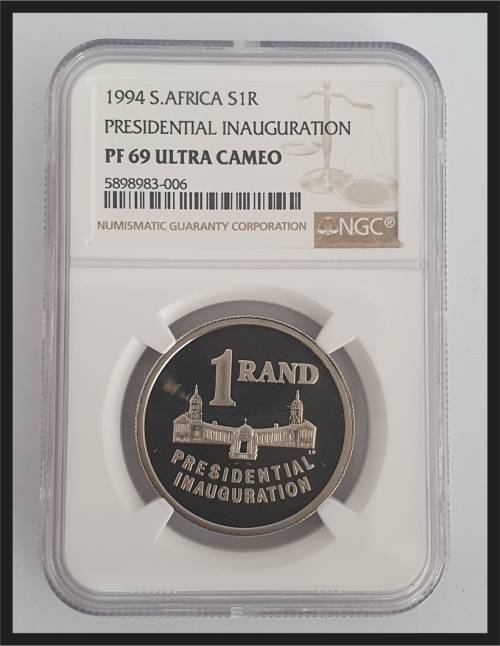 1994 S.AFRICA S1R
PRESIDENTIAL INAUGURATION
PF 69 ULTRA CAMEO
5898983-006
NUMISMATIC GUARANTY CORPORATION
NGC®
1 RAND
PRESIDENTIAL
INAUGURATION